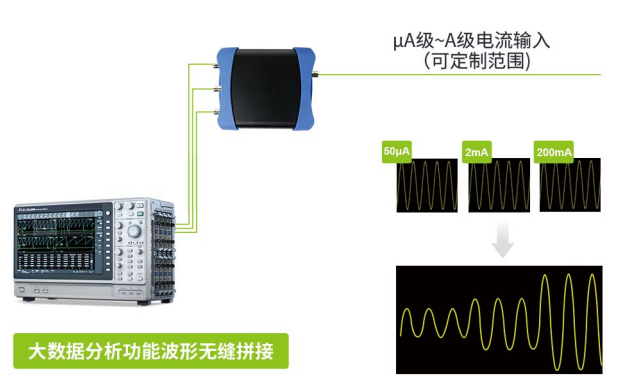 μA级~A级电流输入
（可定制范围)
50μA
2mA
200mA
大数据分析功能波形无缝拼接